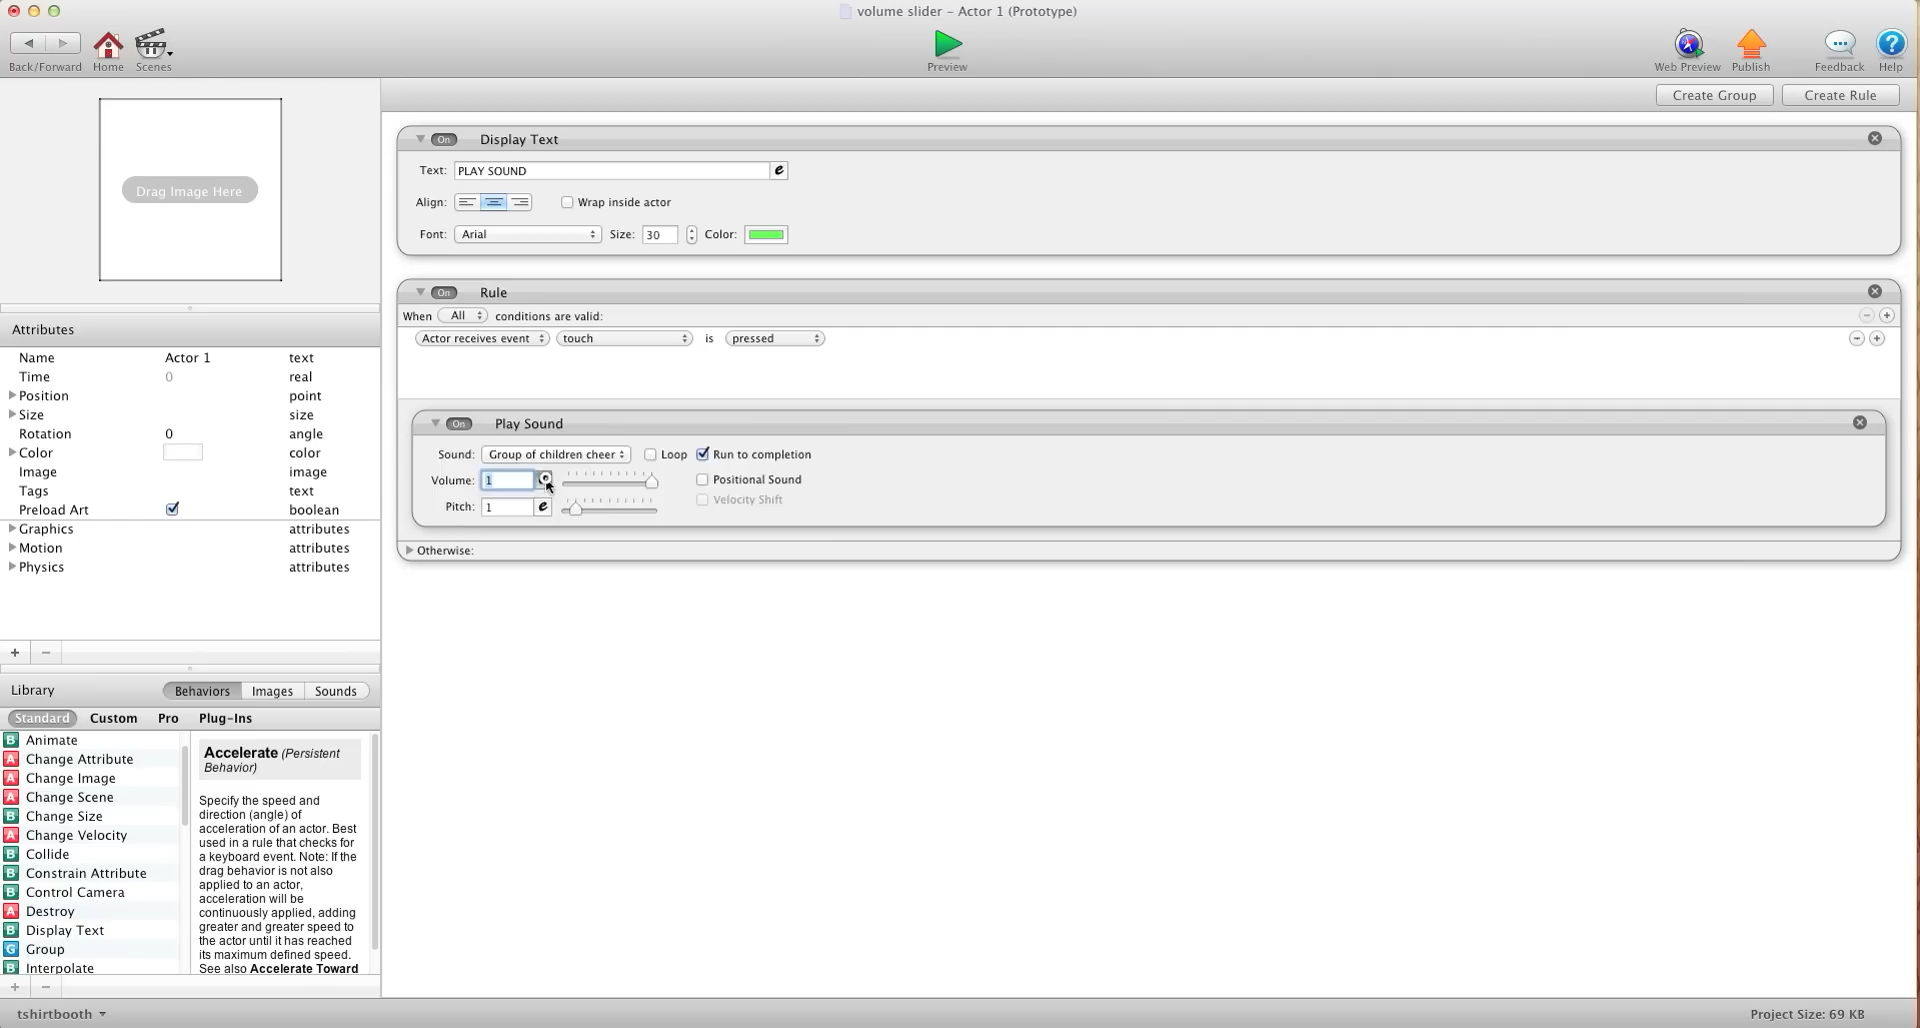 volume slider – Actor 1 (Prototype)
Back/Forward Home Scenes Preview Web Preview Publish Feedback Help
Create Group Create Rule
Drag Image Here
On Display Text
Text: PLAY SOUND e
Align: Wrap inside actor
Font: Arial Size: 30 Color:
On Rule
When All conditions are valid:
Actor receives event touch is pressed
On Play Sound
Sound: Group of children cheer Loop Run to completion
Volume: 1 Positional Sound
Pitch: 1 e Velocity Shift
Otherwise:
Attributes
Name Actor 1 text
Time 0 real
Position point
Size size
Rotation 0 angle
Color color
Image image
Tags text
Preload Art boolean
Graphics attributes
Motion attributes
Physics attributes
+ −
Library Behaviors Images Sounds
Standard Custom Pro Plug-Ins
B Animate
A Change Attribute
A Change Image
A Change Scene
B Change Size
A Change Velocity
B Collide
B Constrain Attribute
B Control Camera
A Destroy
B Display Text
G Group
B Interpolate
Accelerate (Persistent
Behavior)
Specify the speed and
direction (angle) of
acceleration of an actor. Best
used in a rule that checks for
a keyboard event. Note: If the
drag behavior is not also
applied to an actor,
acceleration will be
continuously applied, adding
greater and greater speed to
the actor until it has reached
its maximum defined speed.
See also Accelerate Toward
+ −
tshirtbooth Project Size: 69 KB